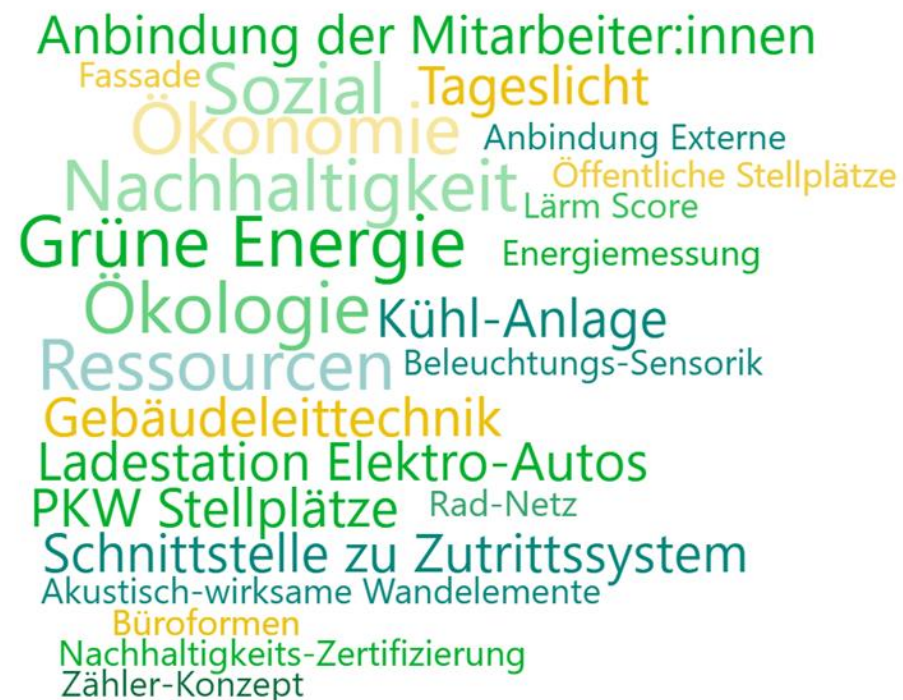 Anbindung der Mitarbeiter:innen
Fassade
Sozial
Tageslicht
Ökonomie
Anbindung Externe
Nachhaltigkeit
Öffentliche Stellplätze
Lärm Score
Grüne Energie
Energiemessung
Ökologie
Kühl-Anlage
Ressourcen
Beleuchtungs-Sensorik
Gebäudeleittechnik
Ladestation Elektro-Autos
PKW Stellplätze
Rad-Netz
Schnittstelle zu Zutrittssystem
Akustisch-wirksame Wandelemente
Büroformen
Nachhaltigkeits-Zertifizierung
Zähler-Konzept